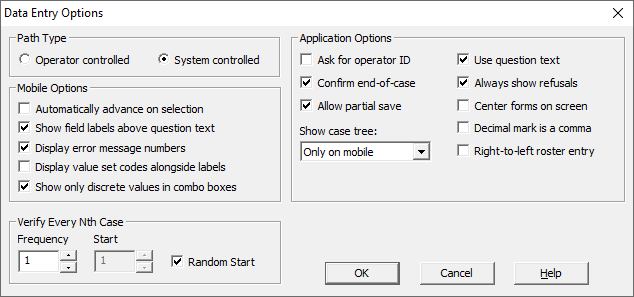 Data Entry Options
Path Type
Operator controlled
System controlled
Mobile Options
Automatically advance on selection
Show field labels above question text
Display error message numbers
Display value set codes alongside labels
Show only discrete values in combo boxes
Verify Every Nth Case
Frequency
Start
1
1
Random Start
Application Options
Ask for operator ID
Confirm end-of-case
Allow partial save
Show case tree:
Only on mobile
Use question text
Always show refusals
Center forms on screen
Decimal mark is a comma
Right-to-left roster entry
OK
Cancel
Help